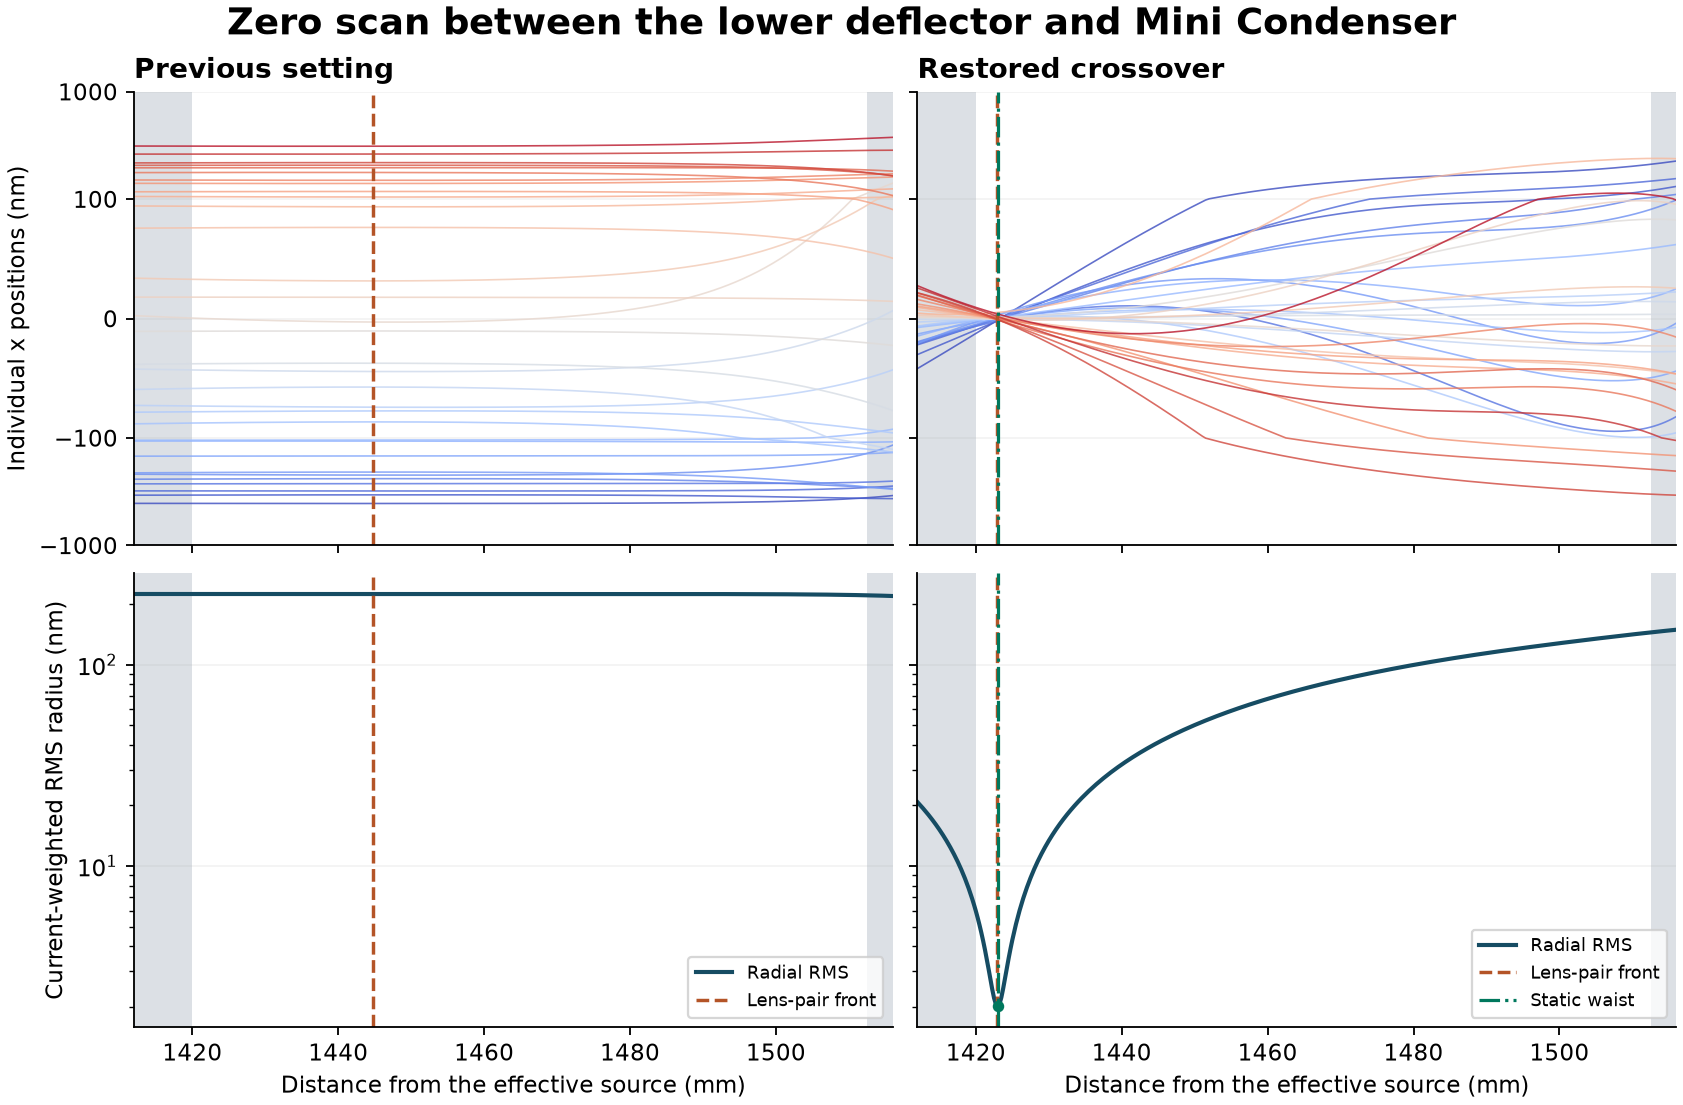 Zero scan between the lower deflector and Mini Condenser
Previous setting
Restored crossover
Individual x positions (nm)
1000
100
0
−100
−1000
Current-weighted RMS radius (nm)
10²
10¹
Radial RMS
Lens-pair front
Radial RMS
Lens-pair front
Static waist
1420 1440 1460 1480 1500
1420 1440 1460 1480 1500
Distance from the effective source (mm)
Distance from the effective source (mm)